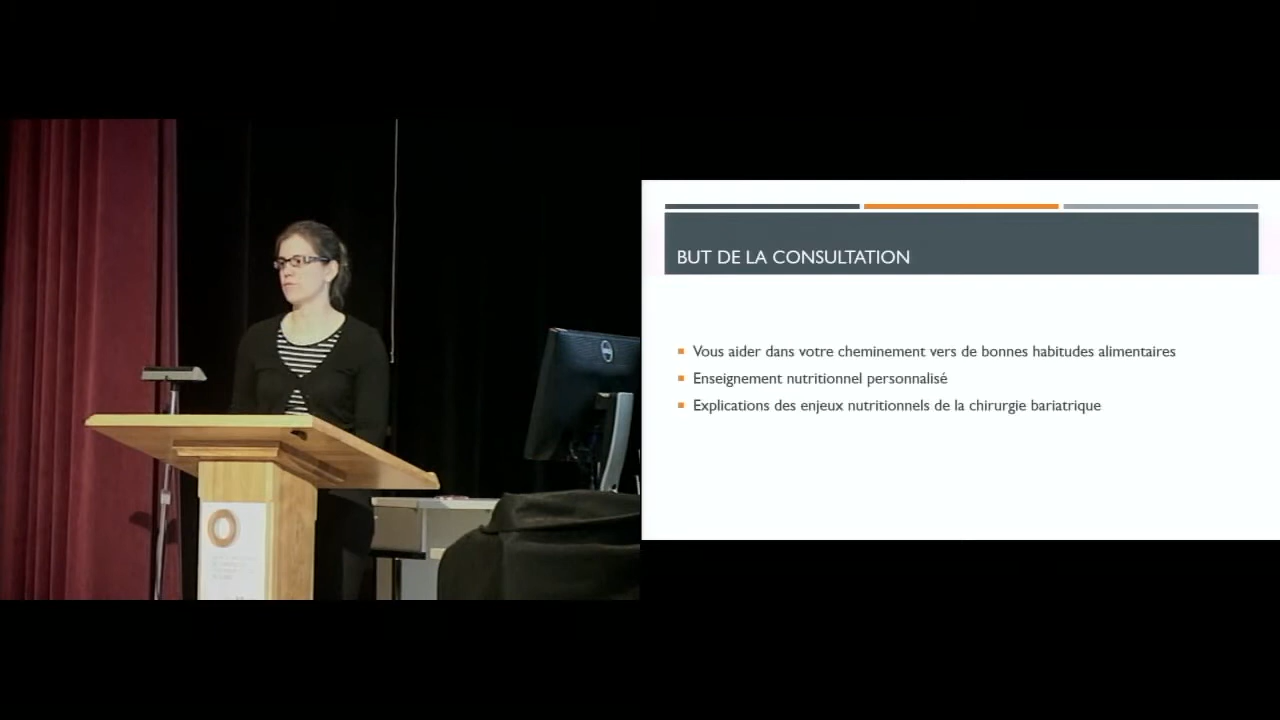 BUT DE LA CONSULTATION
Vous aider dans votre cheminement vers de bonnes habitudes alimentaires
Enseignement nutritionnel personnalisé
Explications des enjeux nutritionnels de la chirurgie bariatrique